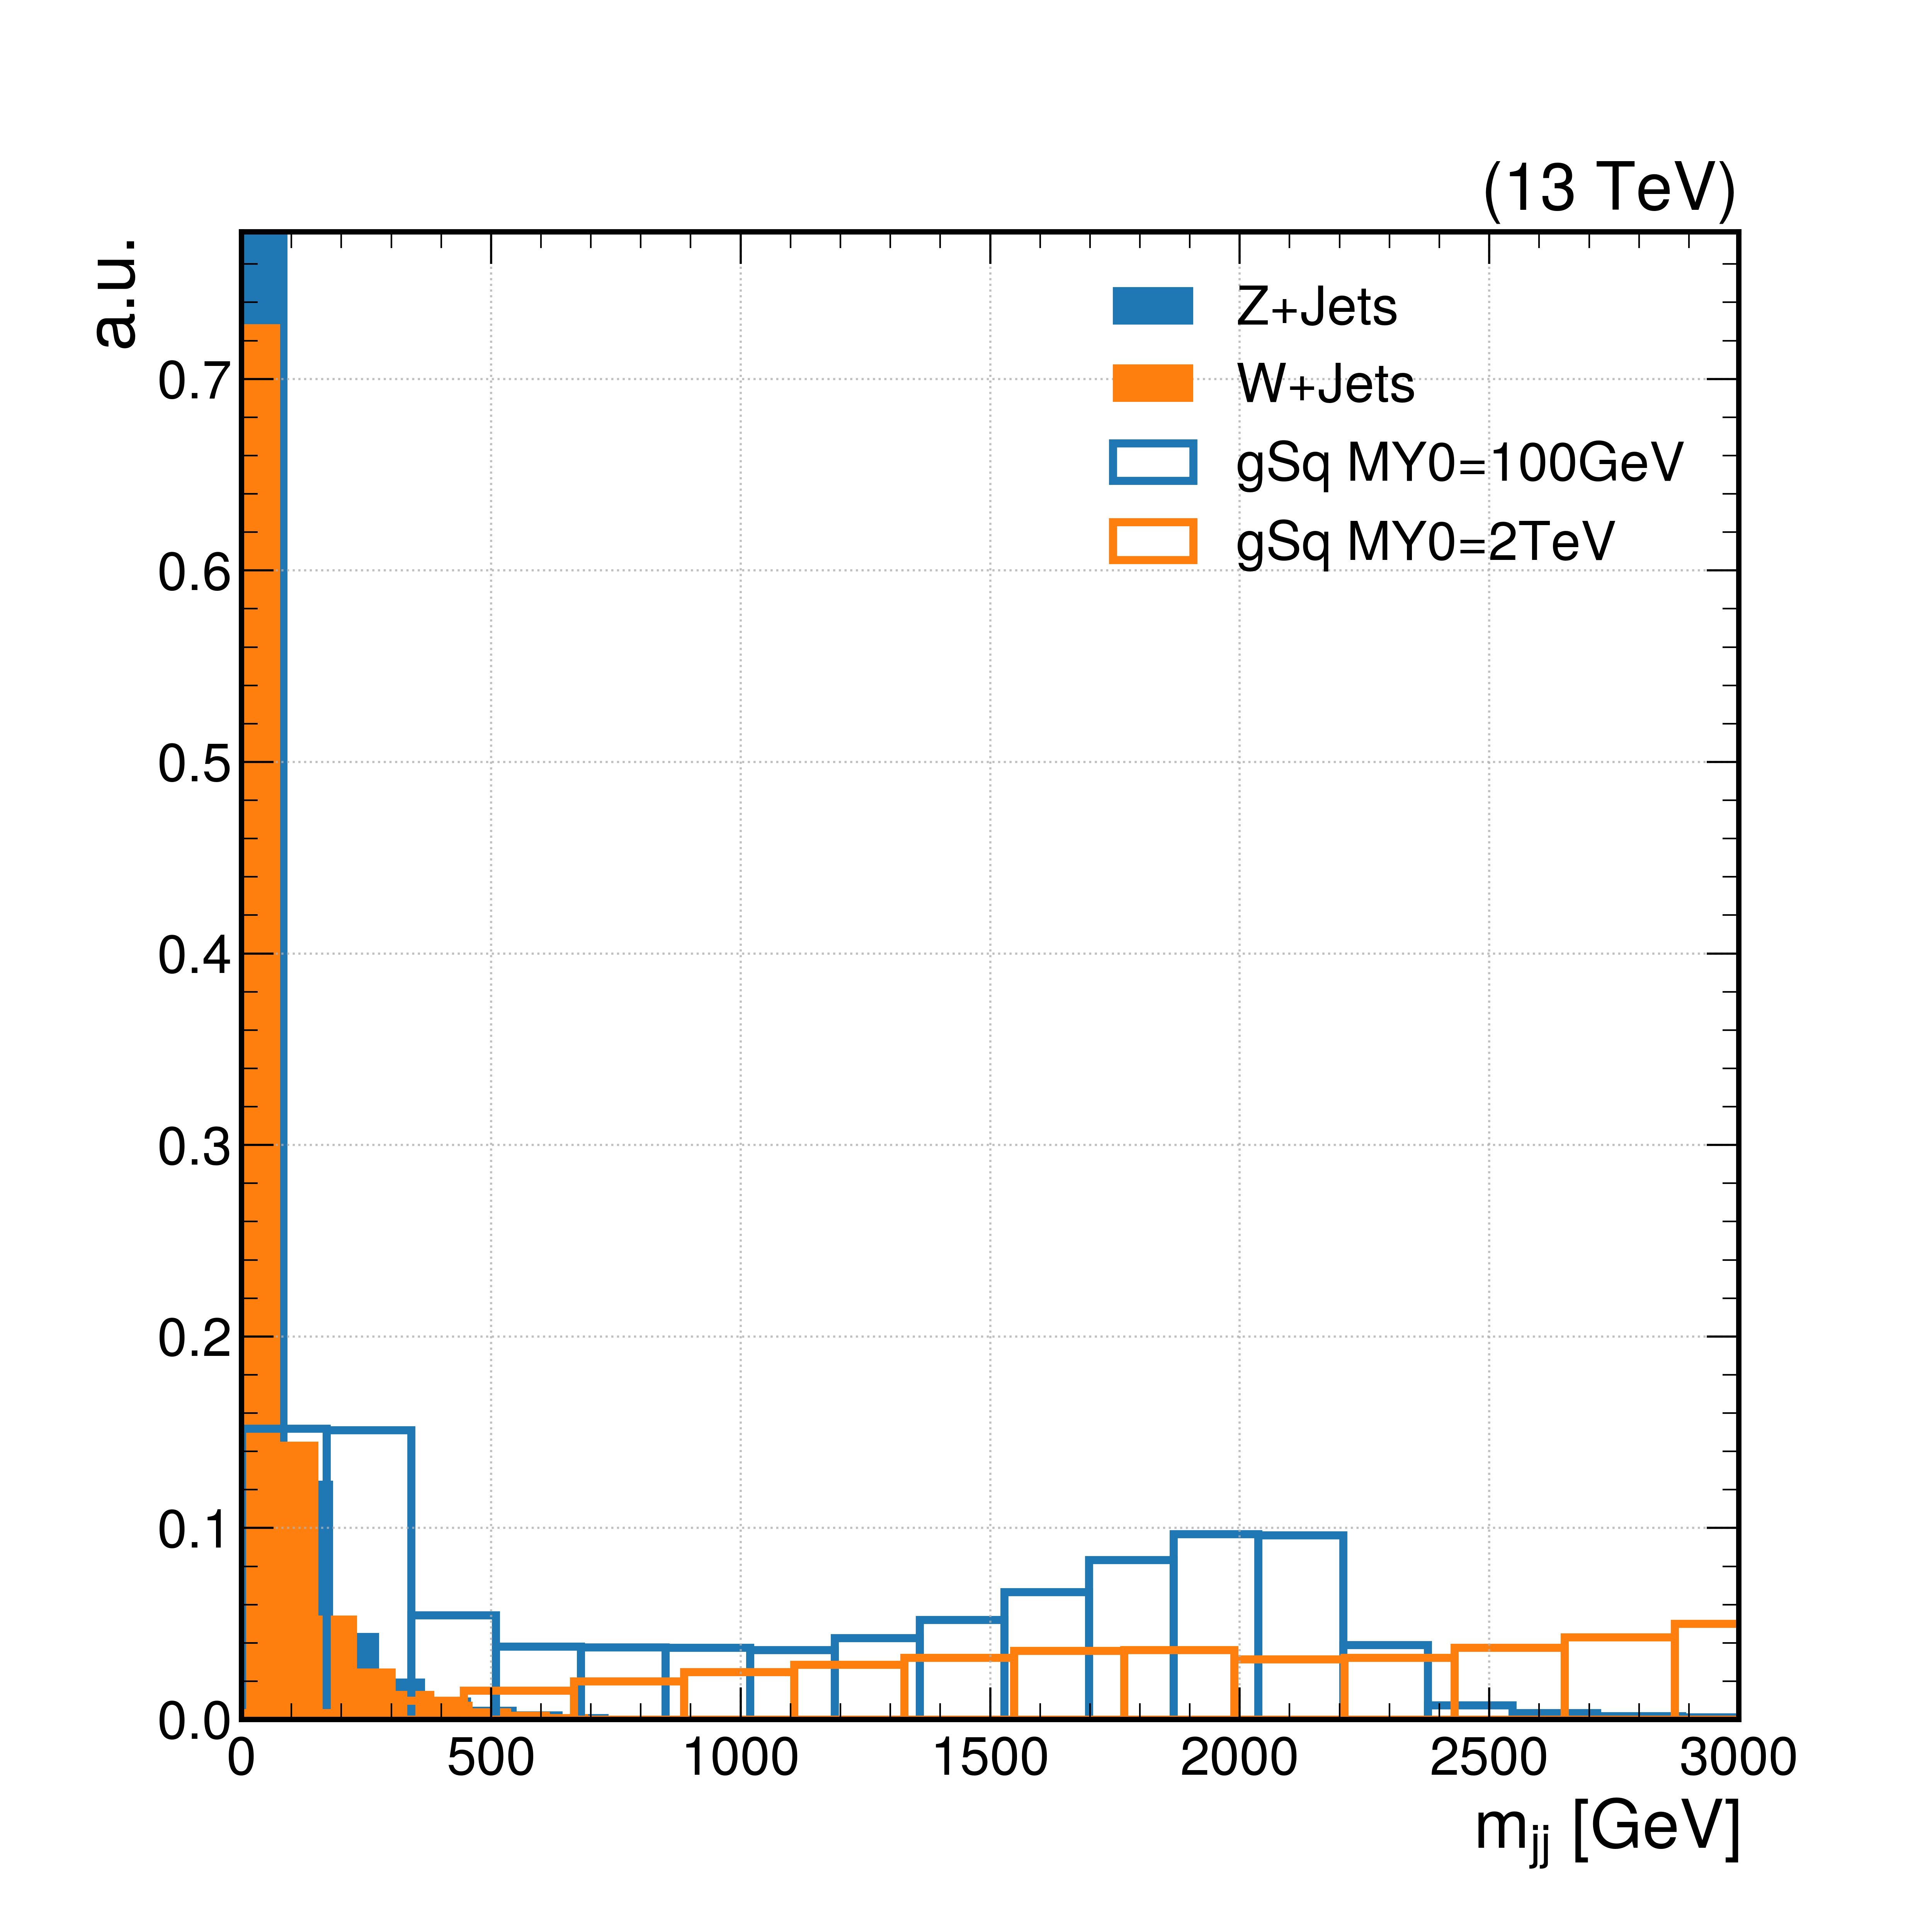 (13 TeV)
a.u.
Z+Jets
W+Jets
gSq MY0=100GeV
gSq MY0=2TeV
0.7
0.6
0.5
0.4
0.3
0.2
0.1
0.0
0 500 1000 1500 2000 2500 3000
m_jj [GeV]